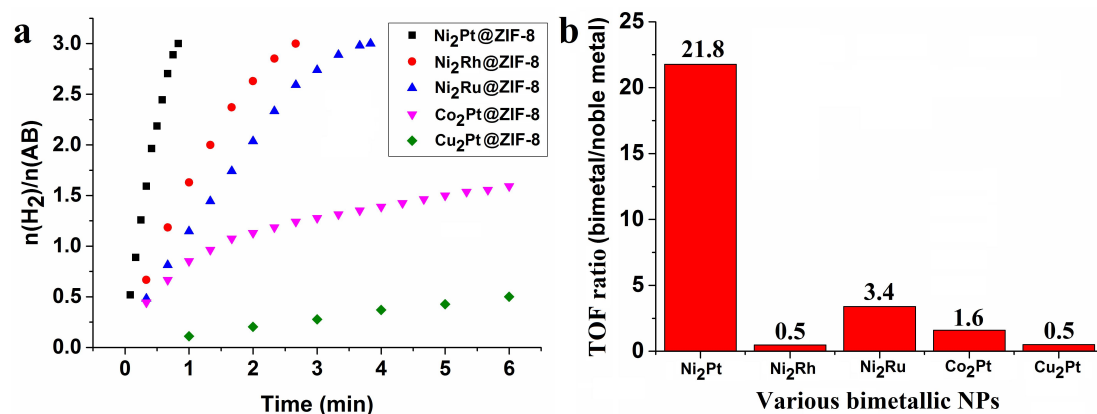 a
3.0
2.5
2.0
1.5
1.0
0.5
0.0
n(H2)/n(AB)
Ni2Pt@ZIF-8
Ni2Rh@ZIF-8
Ni2Ru@ZIF-8
Co2Pt@ZIF-8
Cu2Pt@ZIF-8
0 1 2 3 4 5 6
Time (min)
b
25
20
15
10
5
0
TOF ratio (bimetal/noble metal)
21.8
0.5
3.4
1.6
0.5
Ni2Pt Ni2Rh Ni2Ru Co2Pt Cu2Pt
Various bimetallic NPs